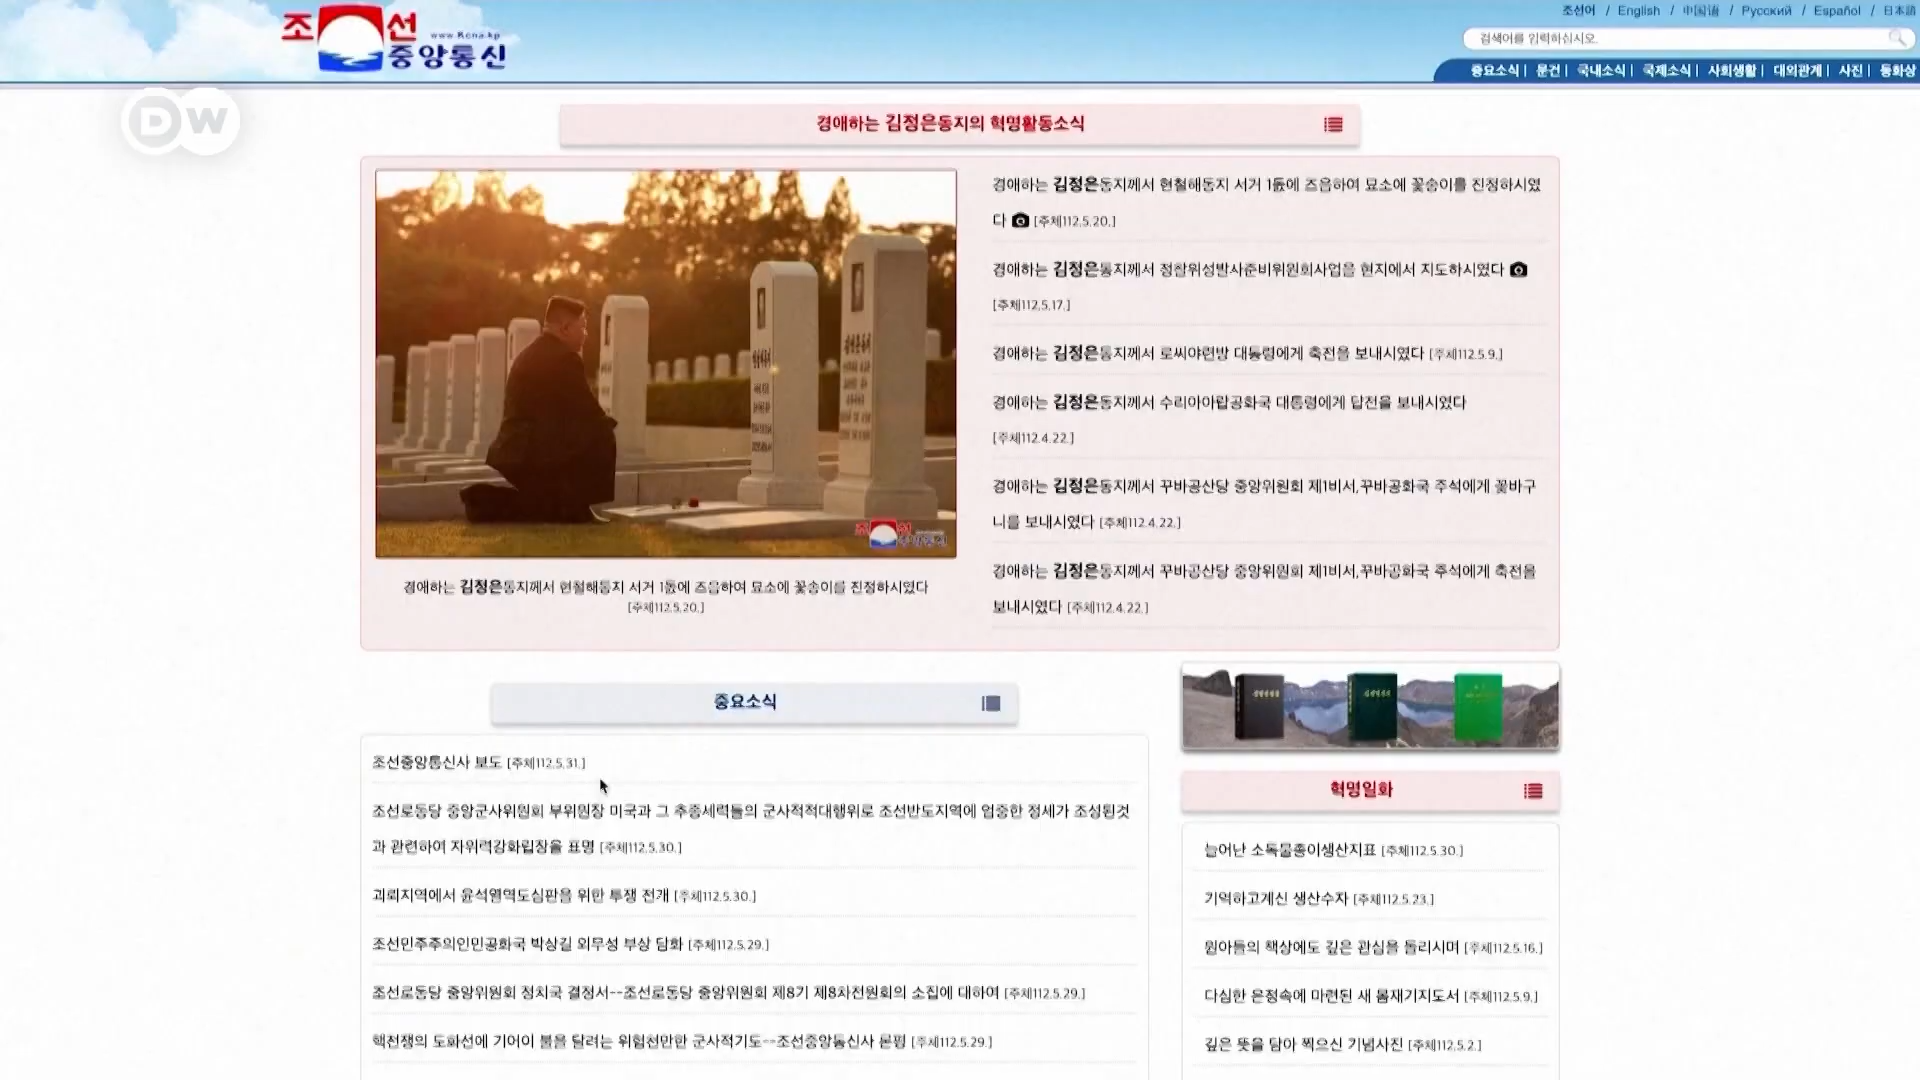 조선어 / English / 中国语 / Русский / Español / 日本語
조선
www.kcna.kp
중앙통신
검색어를 입력하십시오.
중요소식 | 문건 | 국내소식 | 국제소식 | 사회생활 | 대외관계 | 사진 | 동화상
DW
경애하는 김정은동지의 혁명활동소식
경애하는 김정은동지께서 현철해동지 서거 1돐에 즈음하여 묘소에 꽃송이를 진정하시였
다 [주체112.5.20.]
경애하는 김정은동지께서 정찰위성발사준비위원회사업을 현지에서 지도하시였다
[주체112.5.17.]
경애하는 김정은동지께서 로씨야련방 대통령에게 축전을 보내시였다 [주체112.5.9.]
경애하는 김정은동지께서 수리아아랍공화국 대통령에게 답전을 보내시였다
[주체112.4.22.]
경애하는 김정은동지께서 꾸바공산당 중앙위원회 제1비서,꾸바공화국 주석에게 꽃바구
니를 보내시였다 [주체112.4.22.]
경애하는 김정은동지께서 꾸바공산당 중앙위원회 제1비서,꾸바공화국 주석에게 축전을
보내시였다 [주체112.4.22.]
조선
중앙통신
경애하는 김정은동지께서 현철해동지 서거 1돐에 즈음하여 묘소에 꽃송이를 진정하시였다
[주체112.5.20.]
중요소식
조선중앙통신사 보도 [주체112.5.31.]
조선로동당 중앙군사위원회 부위원장 미국과 그 추종세력들의 군사적적대행위로 조선반도지역에 엄중한 정세가 조성된것
과 관련하여 자위력강화립장을 표명 [주체112.5.30.]
괴뢰지역에서 윤석열역도심판을 위한 투쟁 전개 [주체112.5.30.]
조선민주주의인민공화국 박상길 외무성 부상 담화 [주체112.5.29.]
조선로동당 중앙위원회 정치국 결정서--조선로동당 중앙위원회 제8기 제8차전원회의 소집에 대하여 [주체112.5.29.]
핵전쟁의 도화선에 기어이 불을 달려는 위험천만한 군사적기도--조선중앙통신사 론평 [주체112.5.29.]
혁명일화
늘어난 소독물종이생산지표 [주체112.5.30.]
기억하고계신 생산수자 [주체112.5.23.]
원아들의 책상에도 깊은 관심을 돌리시며 [주체112.5.16.]
다심한 은정속에 마련된 새 몸재기지도서 [주체112.5.9.]
깊은 뜻을 담아 찍으신 기념사진 [주체112.5.2.]